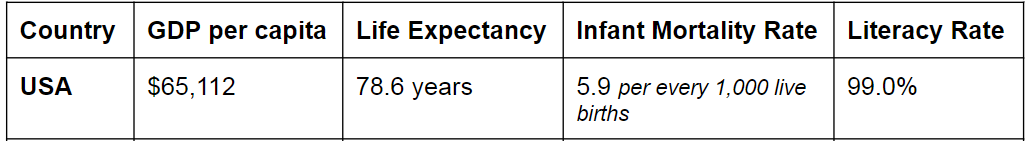 Country GDP per capita Life Expectancy Infant Mortality Rate Literacy Rate
USA $65,112 78.6 years 5.9 per every 1,000 live 99.0%
births